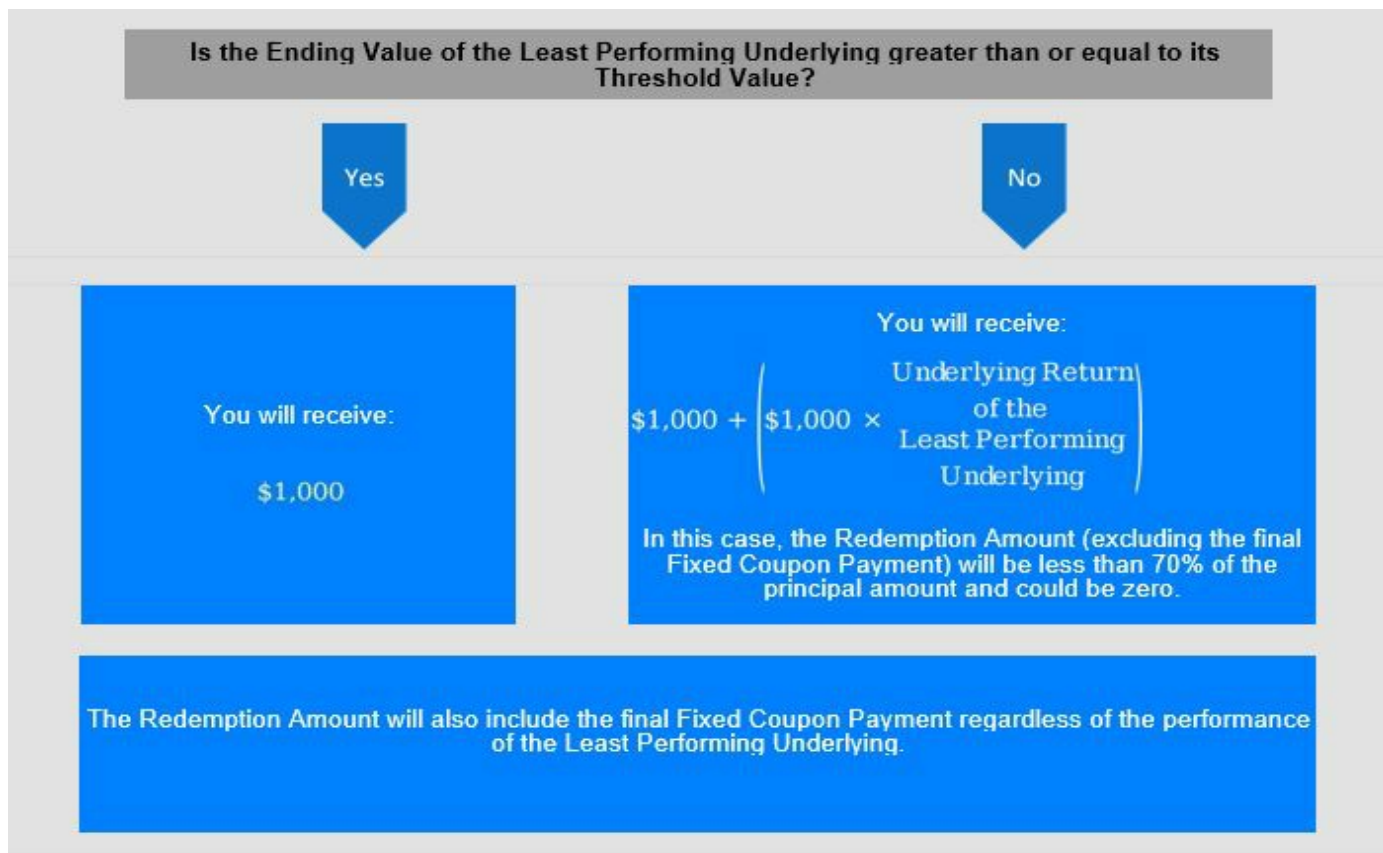 Is the Ending Value of the Least Performing Underlying greater than or equal to its
Threshold Value?
Yes
No
You will receive:
$1,000
You will receive:
$1,000 + ($1,000 × Underlying Return
of the
Least Performing
Underlying)
In this case, the Redemption Amount (excluding the final
Fixed Coupon Payment) will be less than 70% of the
principal amount and could be zero.
The Redemption Amount will also include the final Fixed Coupon Payment regardless of the performance
of the Least Performing Underlying.